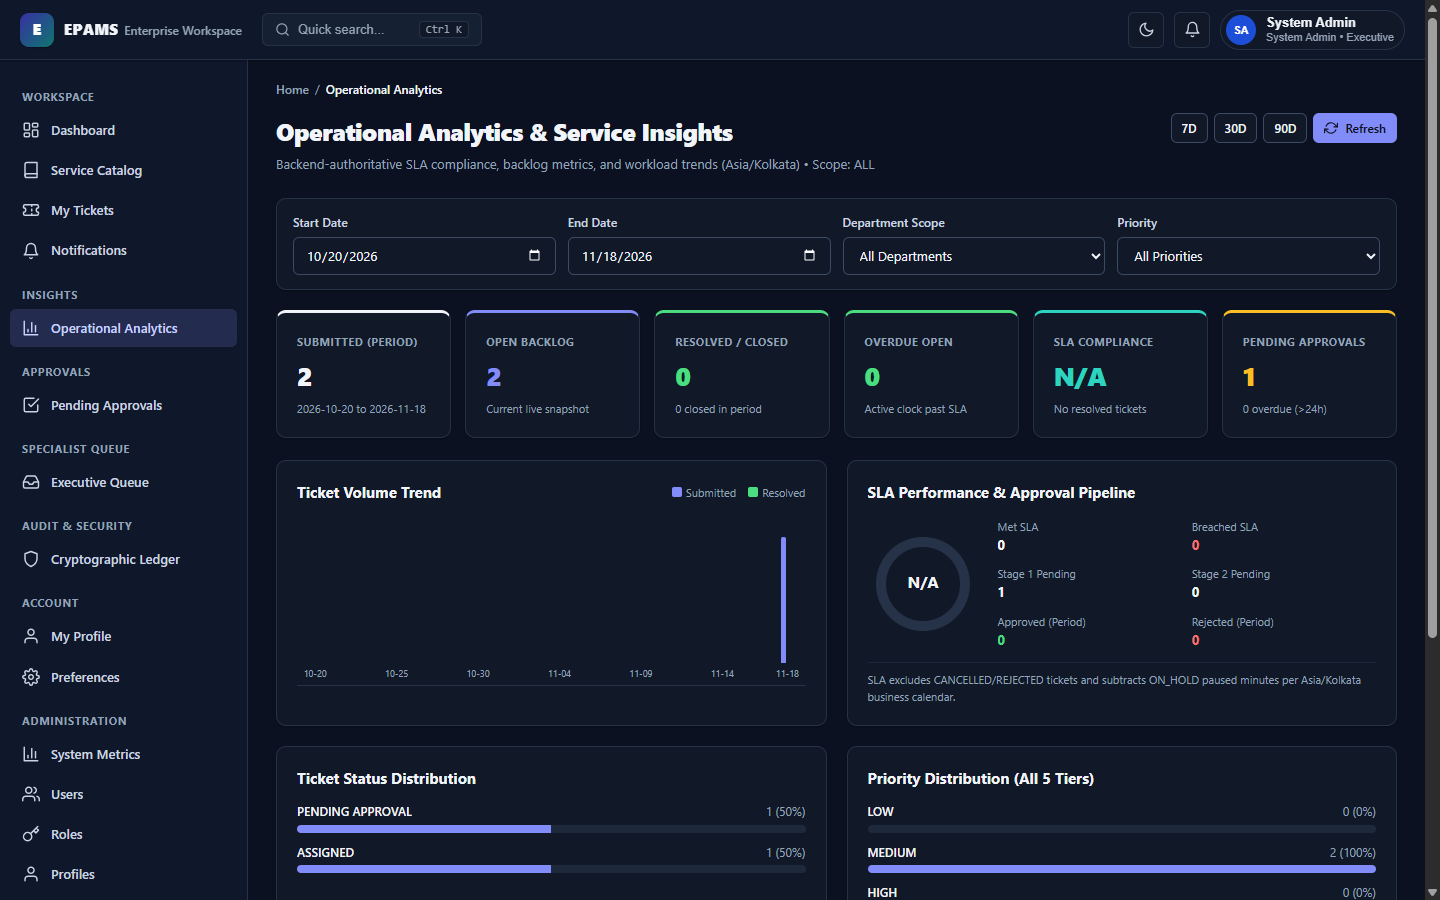 E EPAMS Enterprise Workspace
Quick search... Ctrl K
SA System Admin
System Admin • Executive
WORKSPACE
Dashboard
Service Catalog
My Tickets
Notifications
INSIGHTS
Operational Analytics
APPROVALS
Pending Approvals
SPECIALIST QUEUE
Executive Queue
AUDIT & SECURITY
Cryptographic Ledger
ACCOUNT
My Profile
Preferences
ADMINISTRATION
System Metrics
Users
Roles
Profiles
Home / Operational Analytics
Operational Analytics & Service Insights
Backend-authoritative SLA compliance, backlog metrics, and workload trends (Asia/Kolkata) • Scope: ALL
7D 30D 90D Refresh
Start Date
10/20/2026
End Date
11/18/2026
Department Scope
All Departments
Priority
All Priorities
SUBMITTED (PERIOD)
2
2026-10-20 to 2026-11-18
OPEN BACKLOG
2
Current live snapshot
RESOLVED / CLOSED
0
0 closed in period
OVERDUE OPEN
0
Active clock past SLA
SLA COMPLIANCE
N/A
No resolved tickets
PENDING APPROVALS
1
0 overdue (>24h)
Ticket Volume Trend
Submitted Resolved
10-20 10-25 10-30 11-04 11-09 11-14 11-18
SLA Performance & Approval Pipeline
N/A
Met SLA
0
Breached SLA
0
Stage 1 Pending
1
Stage 2 Pending
0
Approved (Period)
0
Rejected (Period)
0
SLA excludes CANCELLED/REJECTED tickets and subtracts ON_HOLD paused minutes per Asia/Kolkata
business calendar.
Ticket Status Distribution
PENDING APPROVAL 1 (50%)
ASSIGNED 1 (50%)
Priority Distribution (All 5 Tiers)
LOW 0 (0%)
MEDIUM 2 (100%)
HIGH 0 (0%)